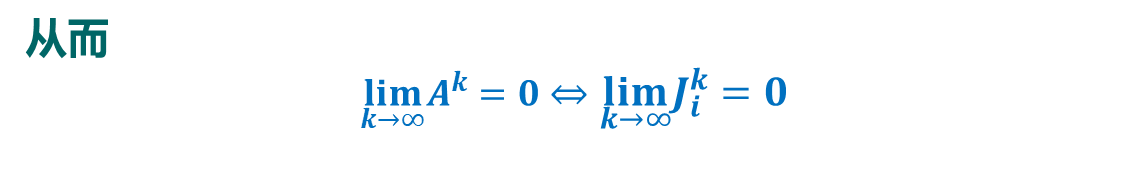 从而
lim A^k = 0 ⇔ lim J_i^k = 0
k→∞ k→∞